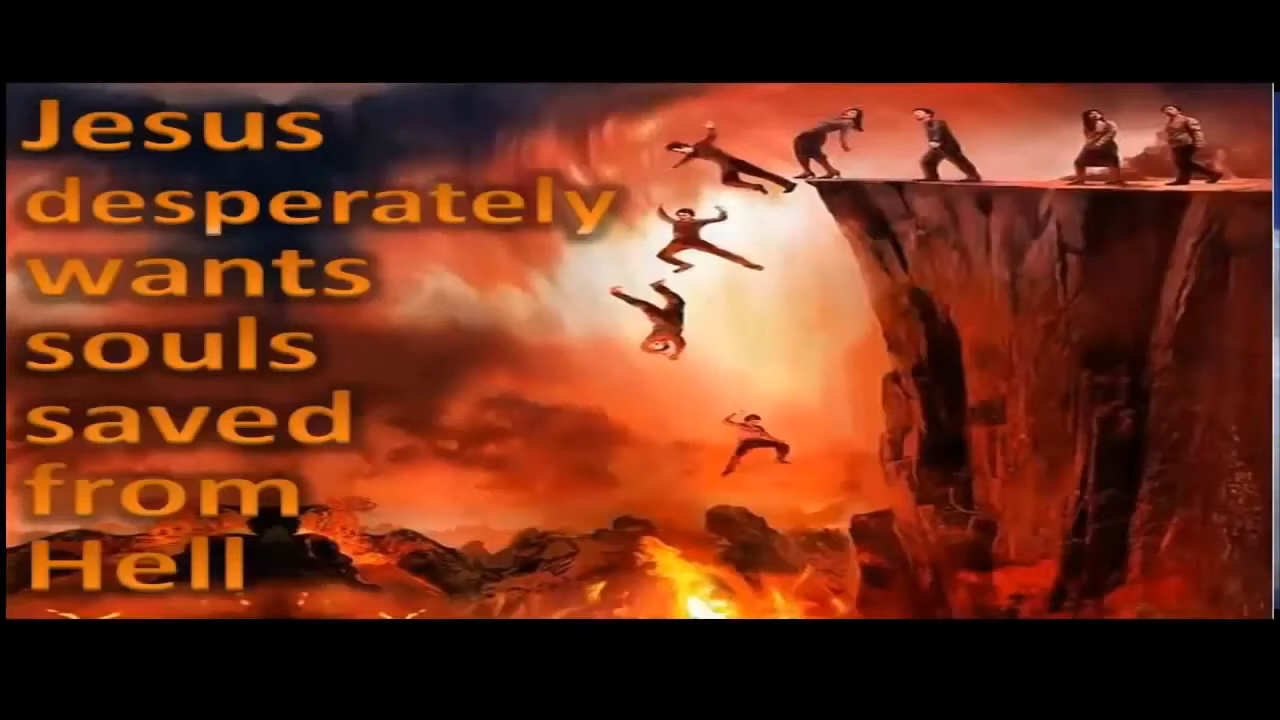 Jesus
desperately
wants
souls
saved
from
Hell